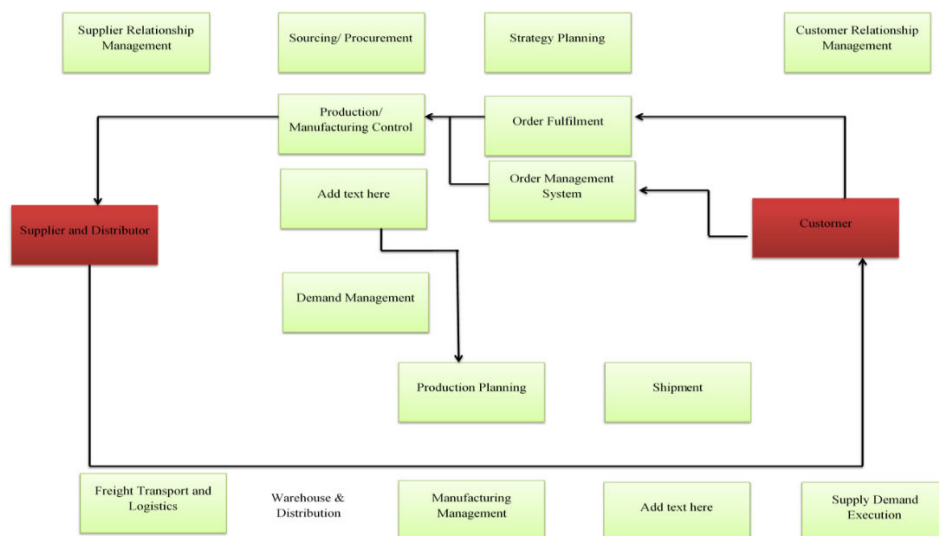 Supplier Relationship
Management
Sourcing/ Procurement
Strategy Planning
Customer Relationship
Management
Production/
Manufacturing Control
Order Fulfilment
Order Management
System
Add text here
Supplier and Distributor
Custorner
Demand Management
Production Planning
Shipment
Freight Transport and
Logistics
Warehouse &
Distribution
Manufacturing
Management
Add text here
Supply Demand
Execution